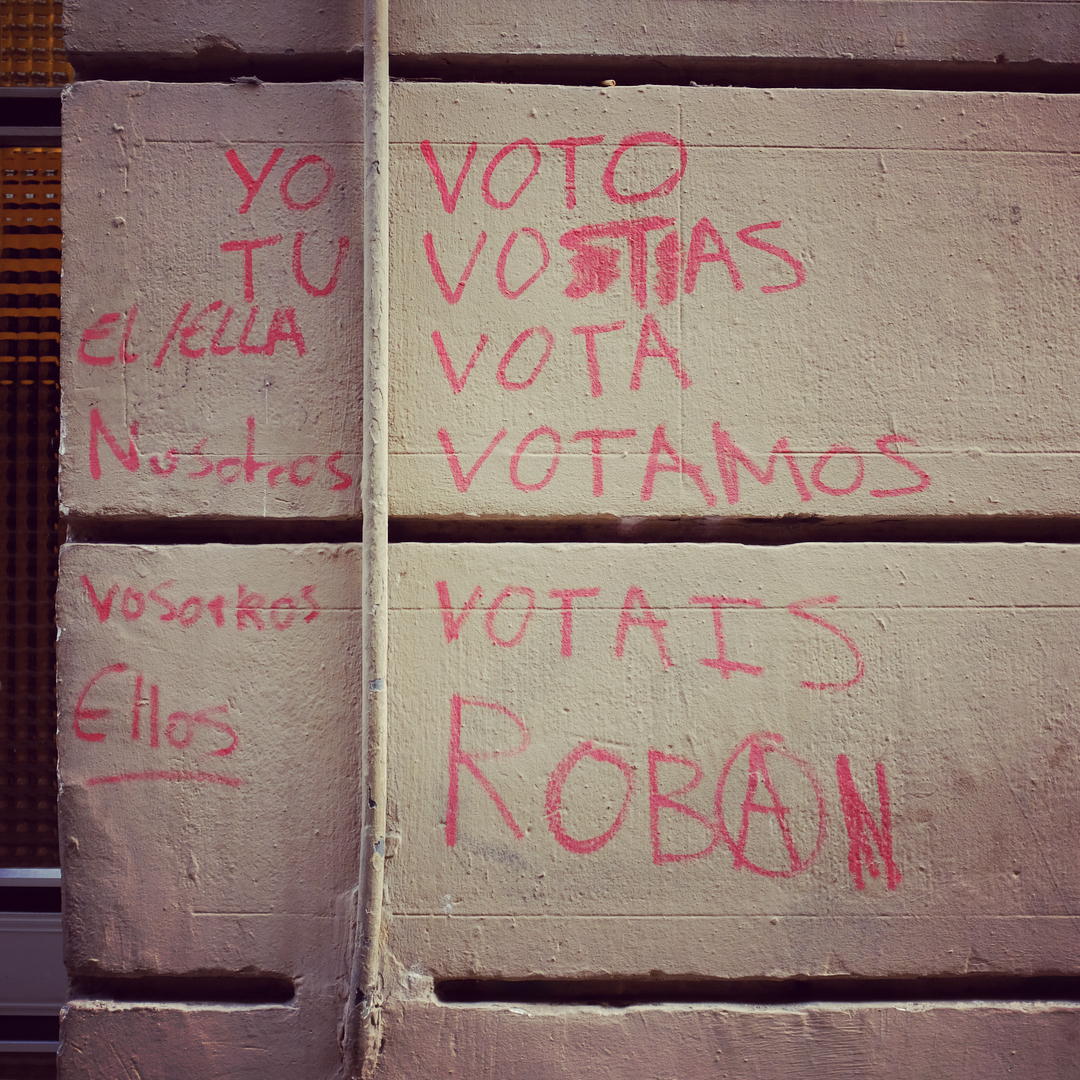 YO VOTO
TU VOTAS
El/ELLA VOTA
Nosotros VOTAMOS
VOSOTROS VOTAIS
Ellos ROBAN